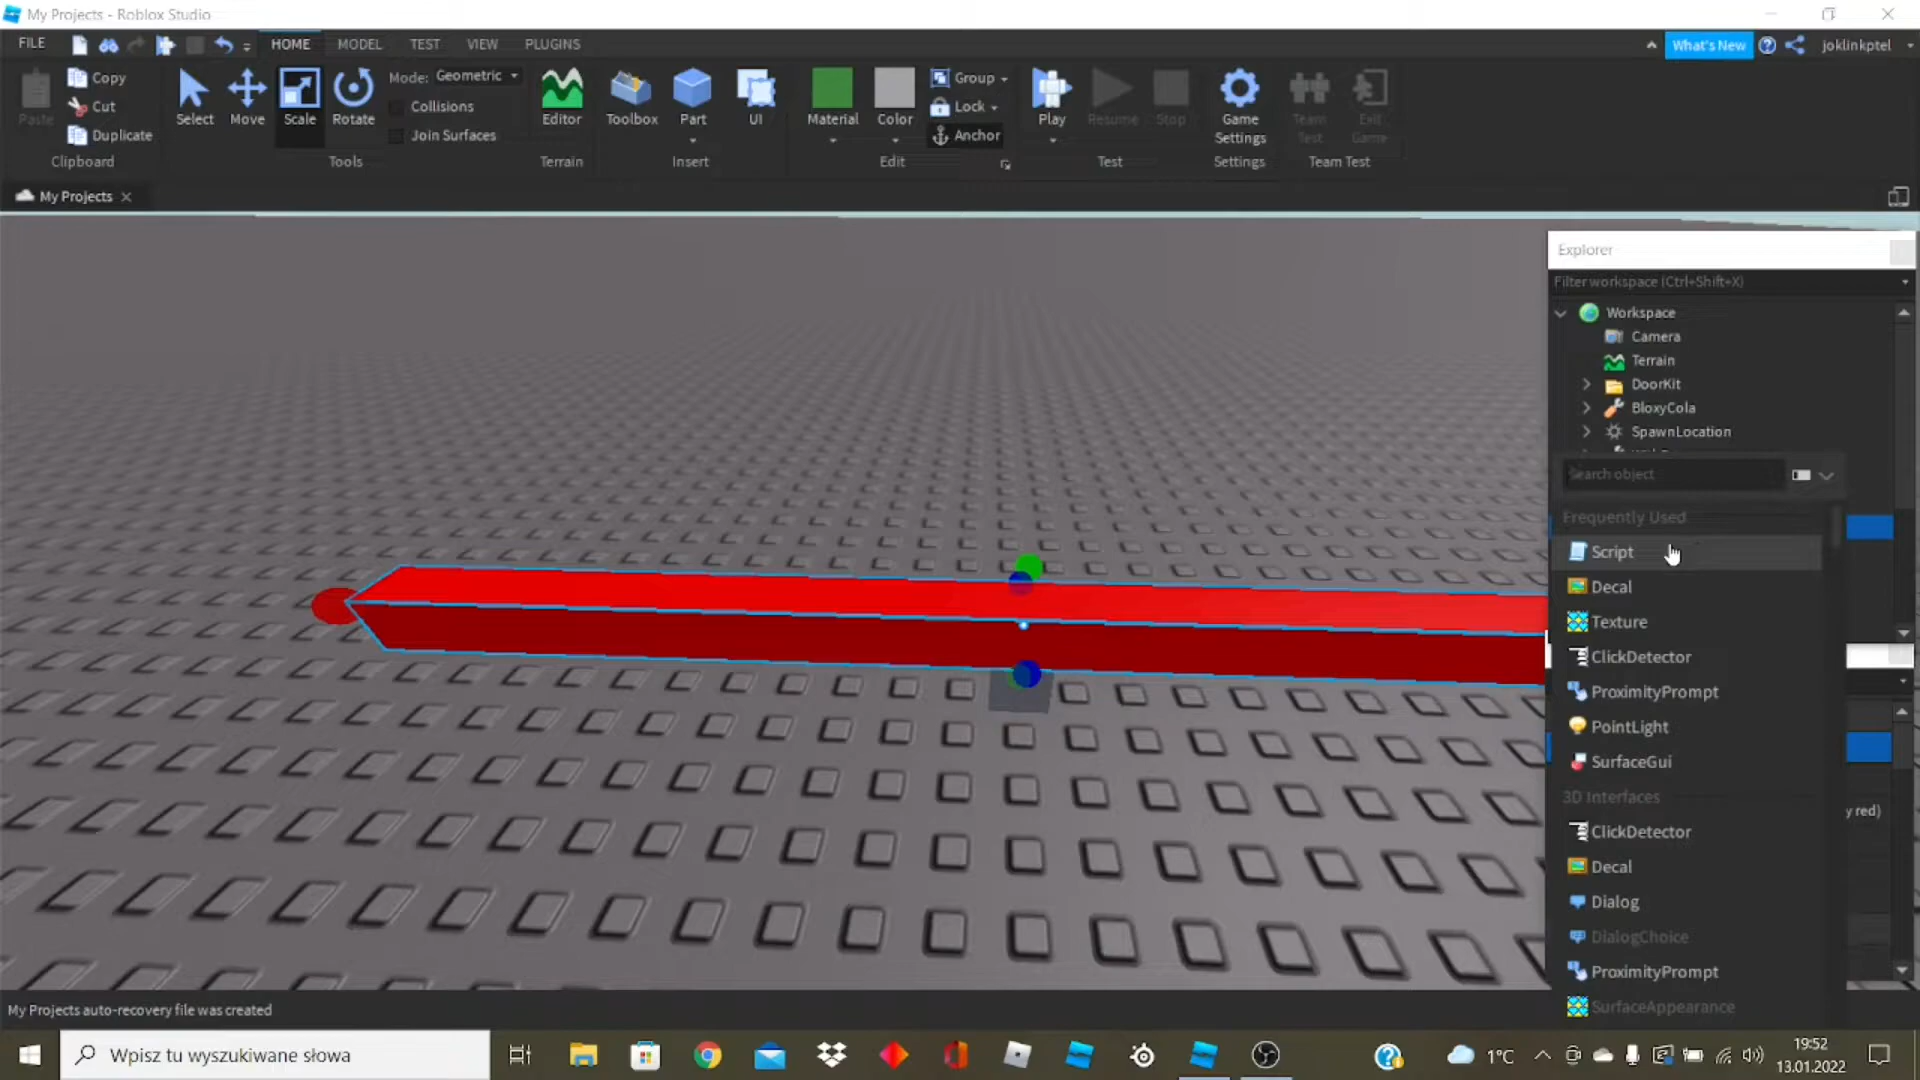 My Projects - Roblox Studio
FILE
HOME
MODEL
TEST
VIEW
PLUGINS
What's New
joklinkptel
Paste
Copy
Cut
Duplicate
Clipboard
Select
Move
Scale
Rotate
Mode: Geometric
Collisions
Join Surfaces
Tools
Editor
Terrain
Toolbox
Part
UI
Insert
Material
Color
Group
Lock
Anchor
Edit
Play
Resume
Stop
Test
Game
Settings
Settings
Team
Test
Exit
Game
Team Test
My Projects
Explorer
Filter workspace (Ctrl+Shift+X)
Workspace
Camera
Terrain
DoorKit
BloxyCola
SpawnLocation
Search object
Frequently Used
Script
Decal
Texture
ClickDetector
ProximityPrompt
PointLight
SurfaceGui
3D Interfaces
y red)
ClickDetector
Decal
Dialog
DialogChoice
ProximityPrompt
SurfaceAppearance
My Projects auto-recovery file was created
Wpisz tu wyszukiwane słowa
1°C
19:52
13.01.2022